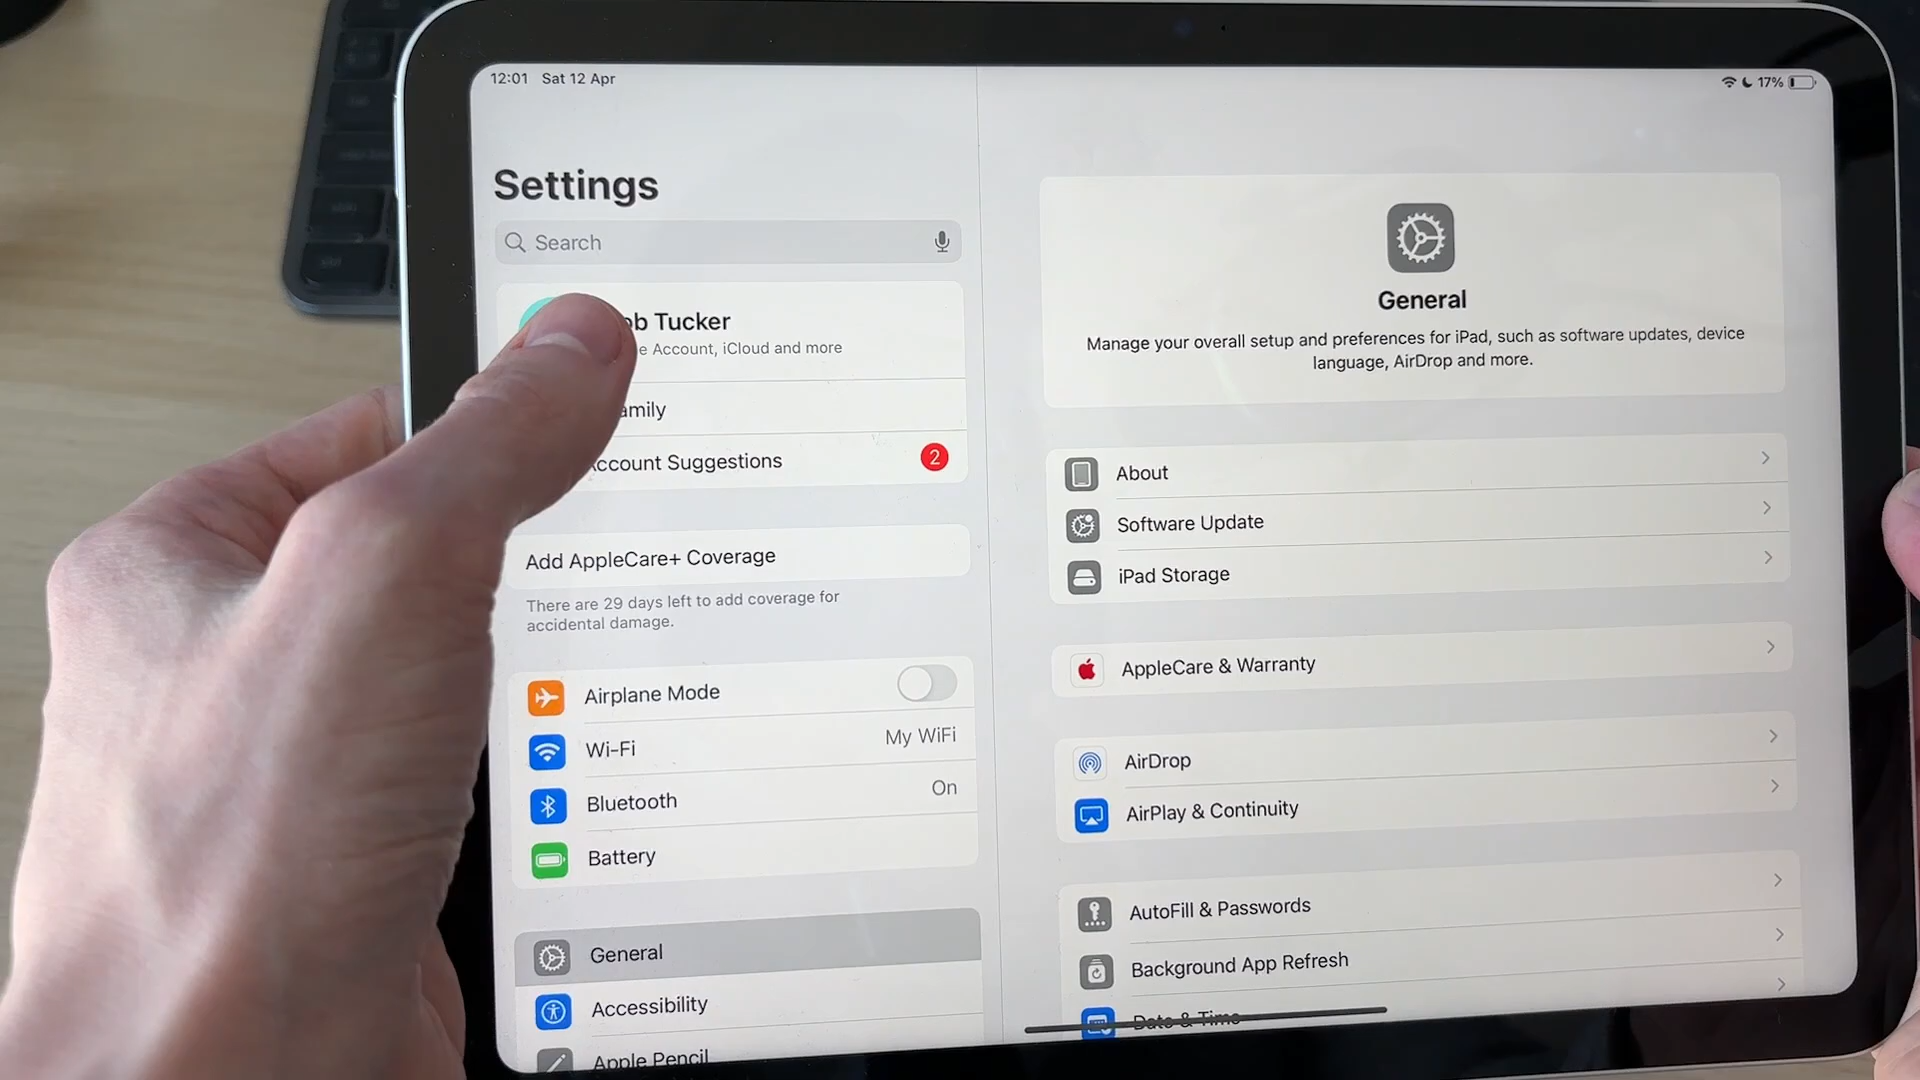 12:01 Sat 12 Apr
17%
Settings
Search
Tucker
Account, iCloud and more
Account Suggestions
2
Add AppleCare+ Coverage
There are 29 days left to add coverage for
accidental damage.
Airplane Mode
Wi-Fi
My WiFi
Bluetooth
On
Battery
General
Accessibility
Apple Pencil
General
Manage your overall setup and preferences for iPad, such as software updates, device
language, AirDrop and more.
About
Software Update
iPad Storage
AppleCare & Warranty
AirDrop
AirPlay & Continuity
AutoFill & Passwords
Background App Refresh
Date & Time